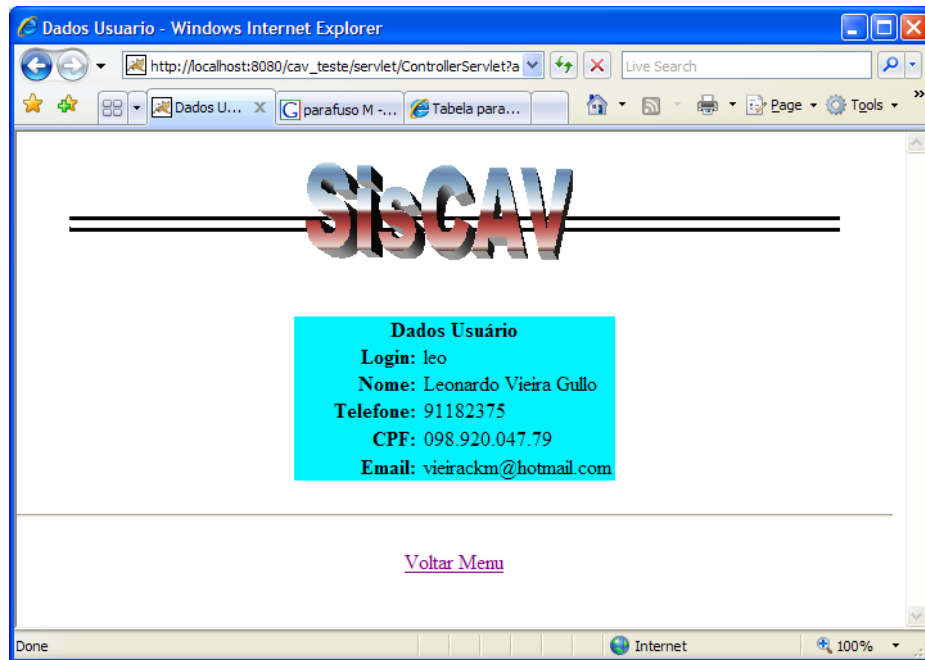 Dados Usuario - Windows Internet Explorer
http://localhost:8080/cav_teste/servlet/ControllerServlet?a
Live Search
Dados U... X
parafuso M -...
Tabela para...
Page
Tools
»
SisCAV
Dados Usuário
Login: leo
Nome: Leonardo Vieira Gullo
Telefone: 91182375
CPF: 098.920.047.79
Email: vieirackm@hotmail.com
Voltar Menu
Done
Internet
100%